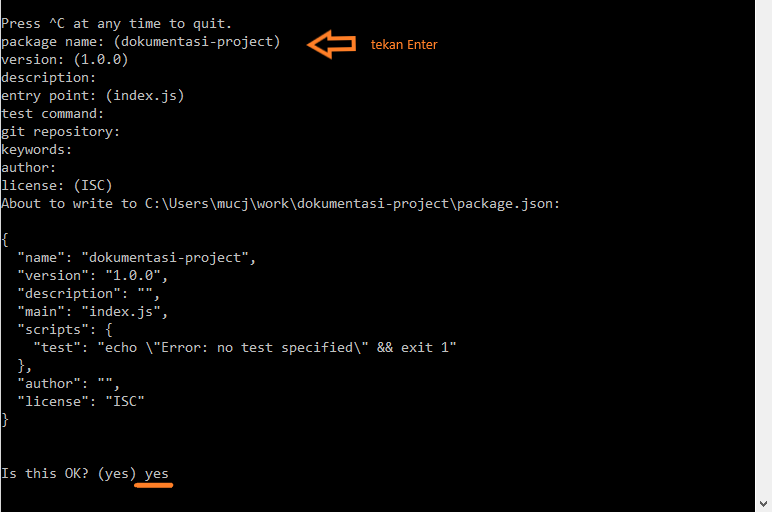 Press ^C at any time to quit.
package name: (dokumentasi-project)
tekan Enter
version: (1.0.0)
description:
entry point: (index.js)
test command:
git repository:
keywords:
author:
license: (ISC)
About to write to C:\Users\mucj\work\dokumentasi-project\package.json:
{
  "name": "dokumentasi-project",
  "version": "1.0.0",
  "description": "",
  "main": "index.js",
  "scripts": {
    "test": "echo \"Error: no test specified\" && exit 1"
  },
  "author": "",
  "license": "ISC"
}
Is this OK? (yes) yes